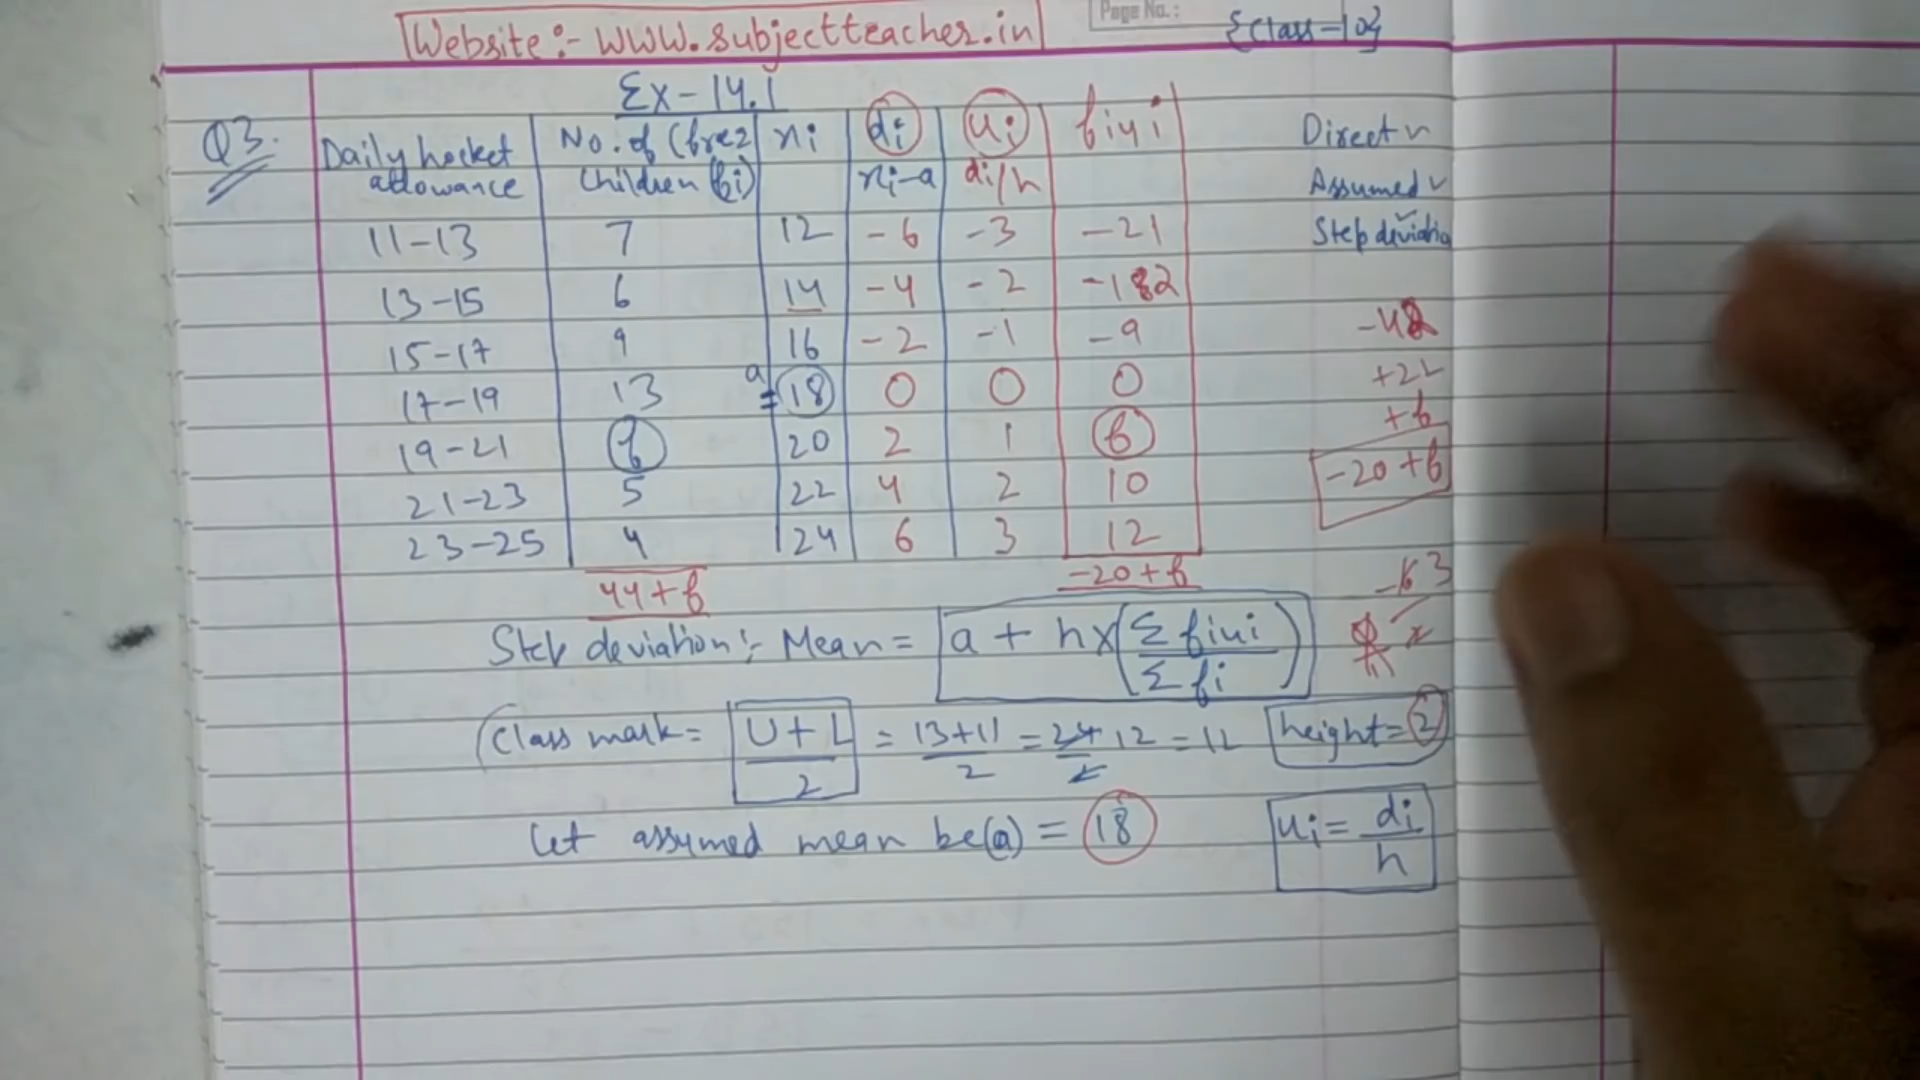 Website:- www.subjectteacher.in
Page No.:
{Class-10}
Ex-14.1
Q3.
Daily pocket allowance No. of (fre2 Children (fi) xi di ui fiui
xi-a di/h
11-13 7 12 -6 -3 -21
13-15 6 14 -4 -2 -12
15-17 9 16 -2 -1 -9
17-19 13 a=18 0 0 0
19-21 f 20 2 1 f
21-23 5 22 4 2 10
23-25 4 24 6 3 12
44+f -20+f
Direct ✓
Assumed ✓
Step deviatio
-42
+22
+f
-20+f
Step deviation:- Mean = a + h×(Σfiui/Σfi)
Class mark = U+L/2 = 13+11/2 = 24/2 12 = 12 height = 2
Let assumed mean be(a) = 18 ui = di/h